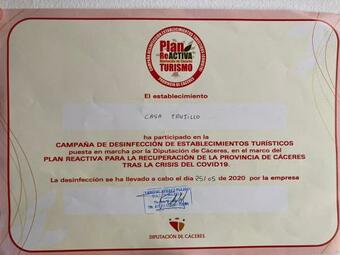 Plan
ReACTIVA
TURISMO
El establecimiento
CASA TRUJILLO
ha participado en la
CAMPAÑA DE DESINFECCIÓN DE ESTABLECIMIENTOS TURÍSTICOS
puesta en marcha por la Diputación de Cáceres, en el marco del
PLAN REACTIVA PARA LA RECUPERACIÓN DE LA PROVINCIA DE CÁCERES
TRAS LA CRISIS DEL COVID19.
La desinfección se ha llevado a cabo el día 25/05 de 2020 por la empresa
DIPUTACIÓN DE CÁCERES